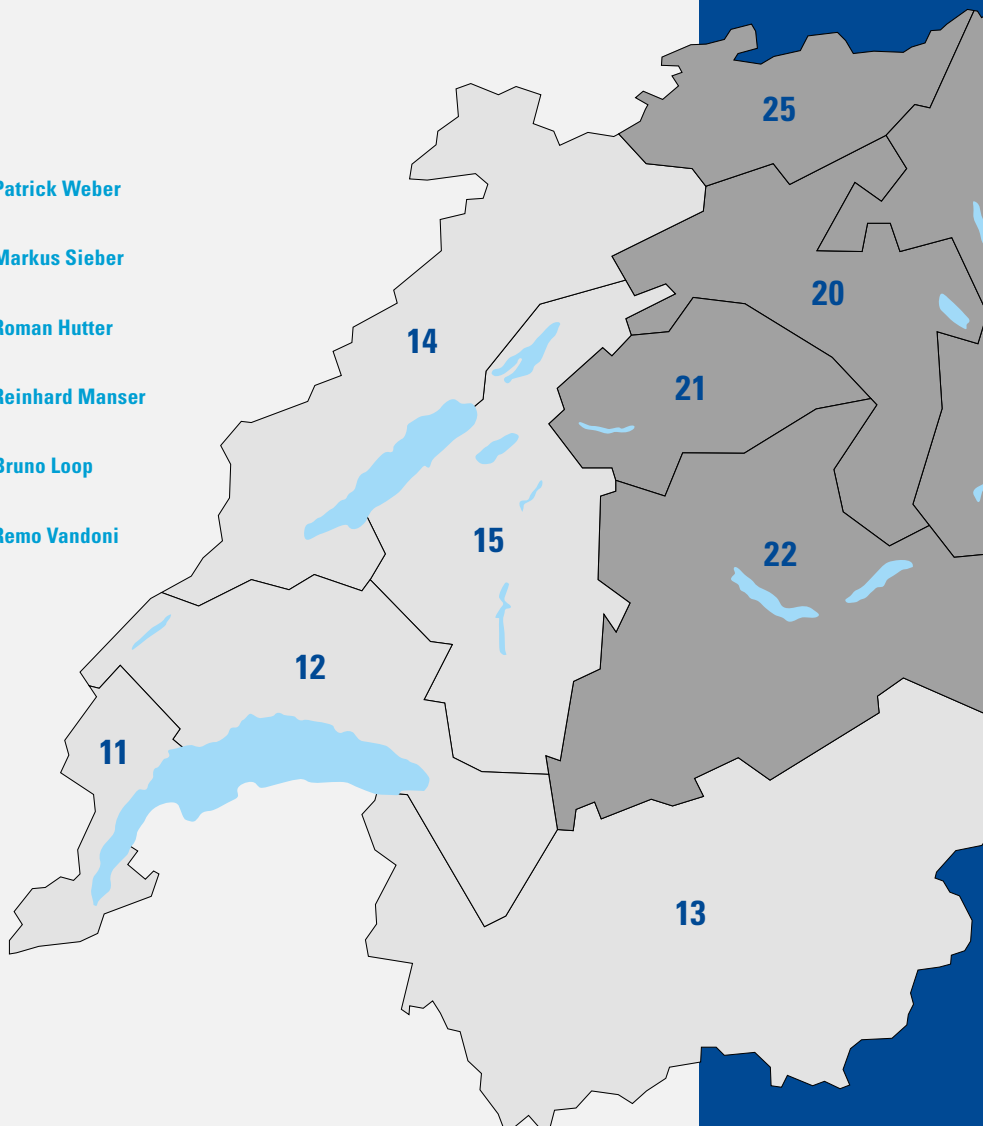 Patrick Weber
Markus Sieber
Roman Hutter
Reinhard Manser
Bruno Loop
Remo Vandoni
25
20
14
21
15
22
12
11
13